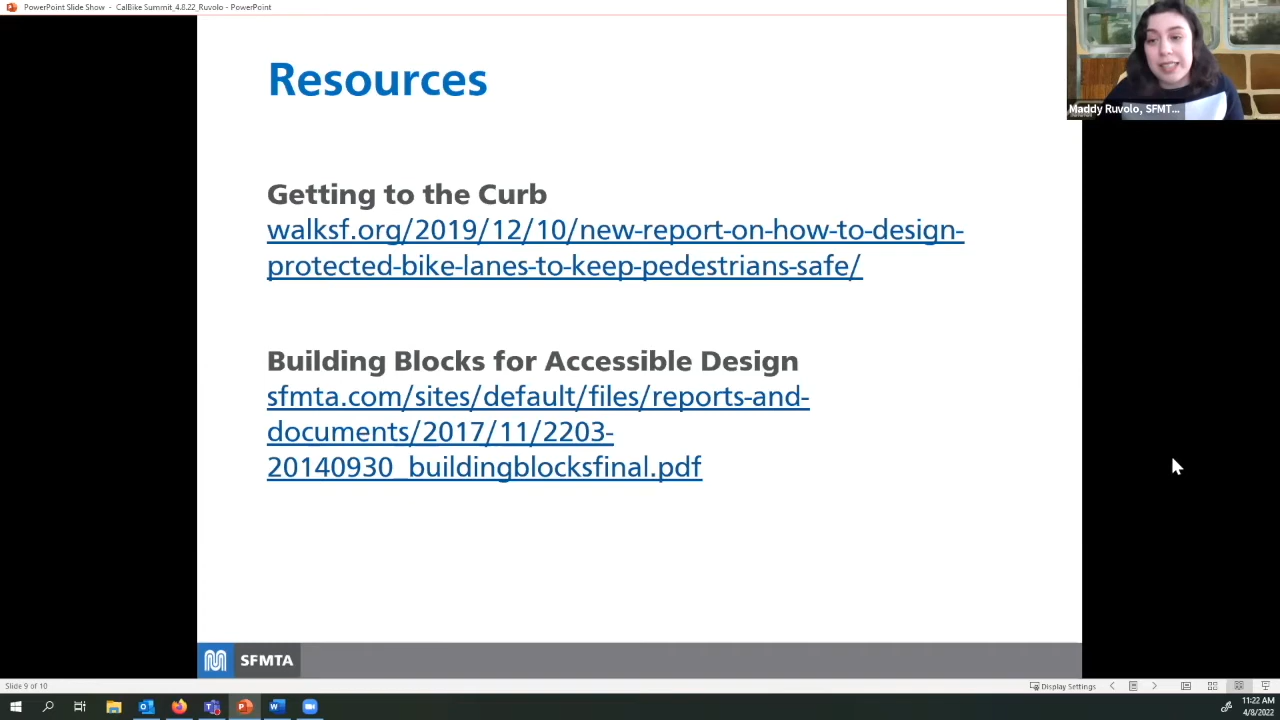 PowerPoint Slide Show - CalBike Summit_4.8.22_Ruvolo - PowerPoint
Maddy Ruvolo, SFMT...
Resources
Getting to the Curb
walksf.org/2019/12/10/new-report-on-how-to-design-
protected-bike-lanes-to-keep-pedestrians-safe/
Building Blocks for Accessible Design
sfmta.com/sites/default/files/reports-and-
documents/2017/11/2203-
20140930_buildingblocksfinal.pdf
SFMTA
Slide 9 of 10
Display Settings
11:22 AM
4/8/2022